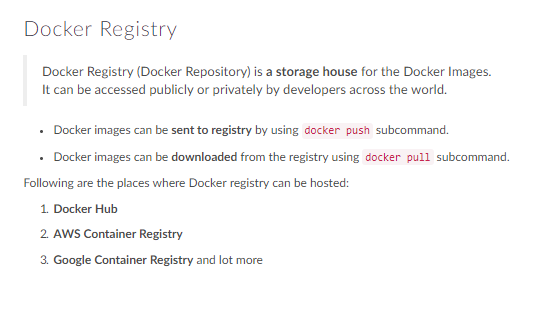 Docker Registry
Docker Registry (Docker Repository) is a storage house for the Docker Images.
It can be accessed publicly or privately by developers across the world.
• Docker images can be sent to registry by using docker push subcommand.
• Docker images can be downloaded from the registry using docker pull subcommand.
Following are the places where Docker registry can be hosted:
1. Docker Hub
2. AWS Container Registry
3. Google Container Registry and lot more